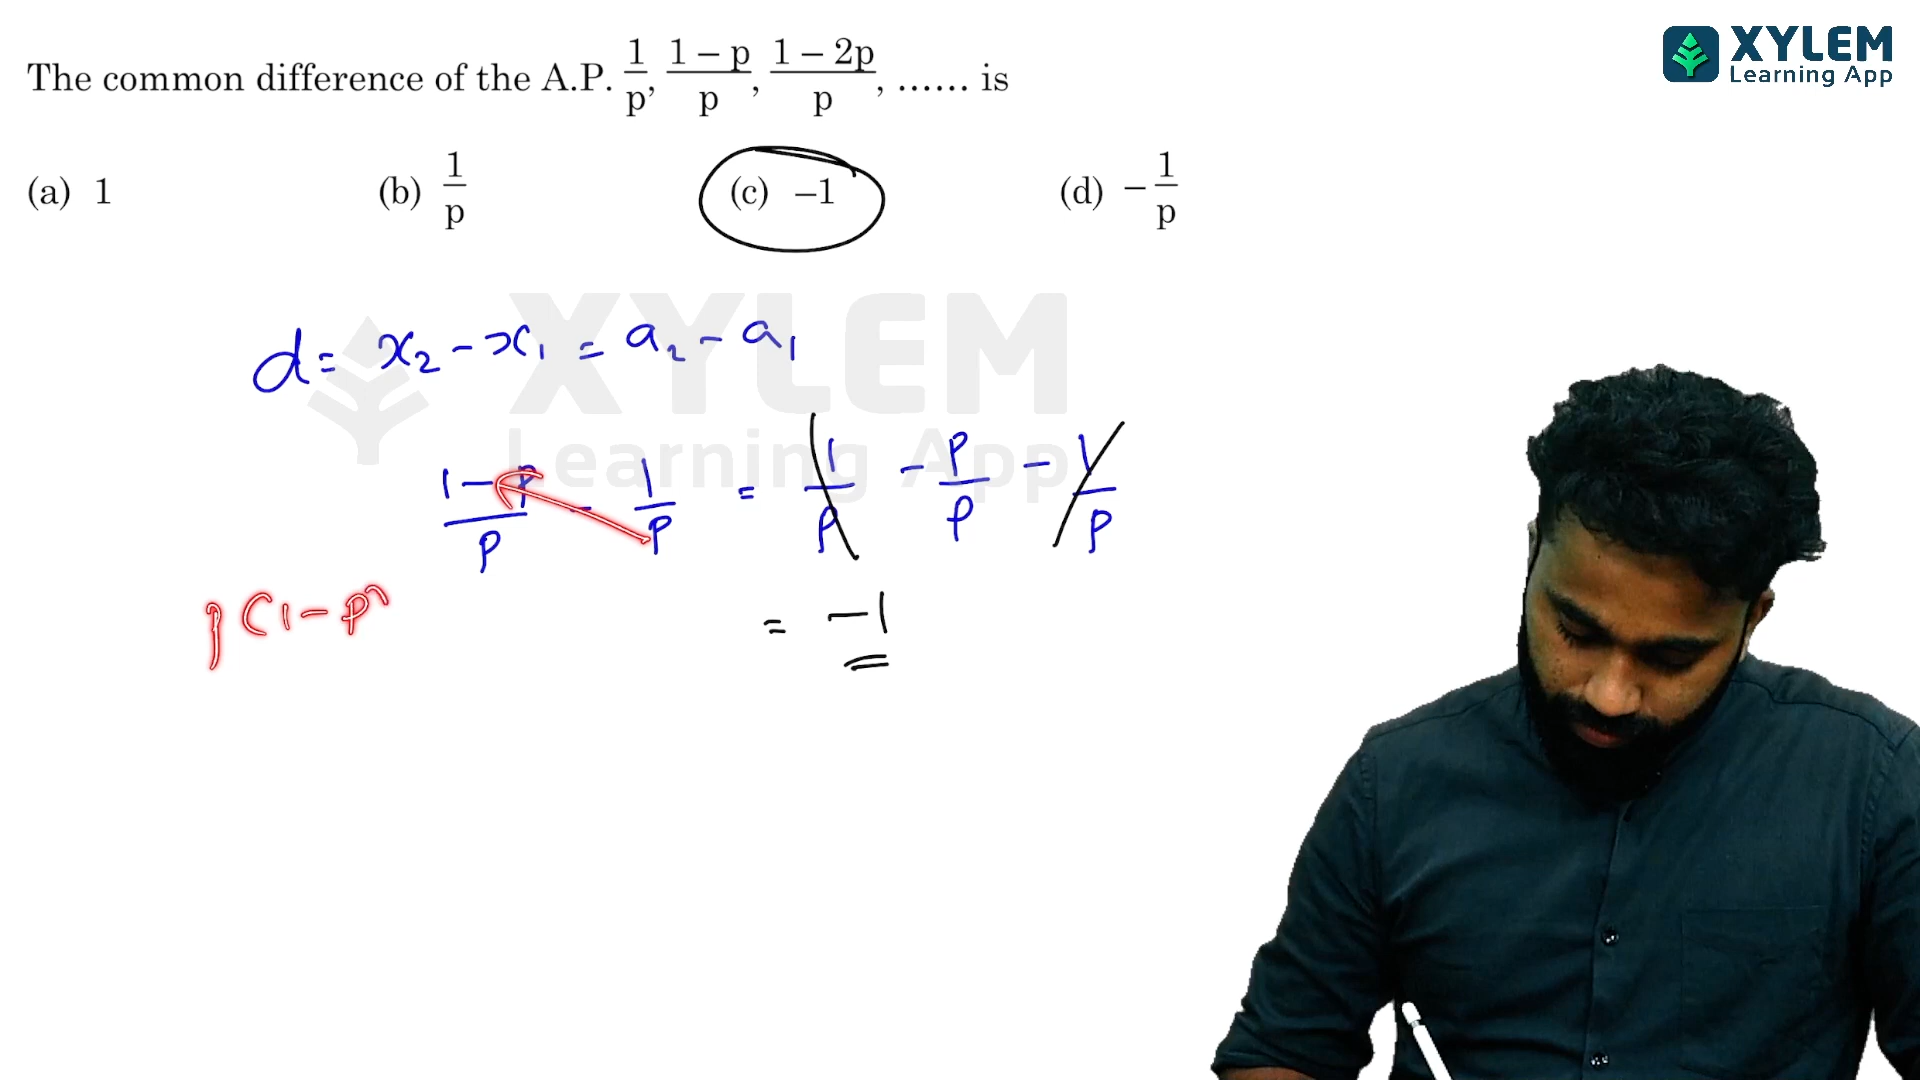 The common difference of the A.P. 1/p, (1 – p)/p, (1 – 2p)/p, ...... is
XYLEM
Learning App
(a) 1 (b) 1/p (c) –1 (d) – 1/p
XYLEM
Learning App
d = x₂ – x₁ = a₂ – a₁
(1 – p)/p – 1/p = 1/p – p/p – 1/p
p(1 – p)
= –1